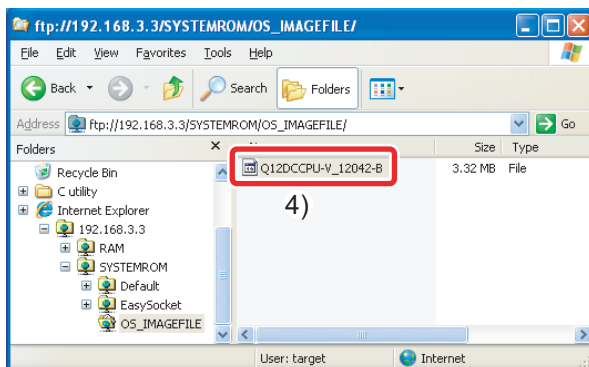 ftp://192.168.3.3/SYSTEMROM/OS_IMAGEFILE/
File Edit View Favorites Tools Help
Back Search Folders
Address ftp://192.168.3.3/SYSTEMROM/OS_IMAGEFILE/ Go
Folders x Size Type
Recycle Bin Q12DCCPU-V_12042-B 3.32 MB File
C utility
Internet Explorer
4)
192.168.3.3
RAM
SYSTEMROM
Default
EasySocket
OS_IMAGEFILE
User: target Internet